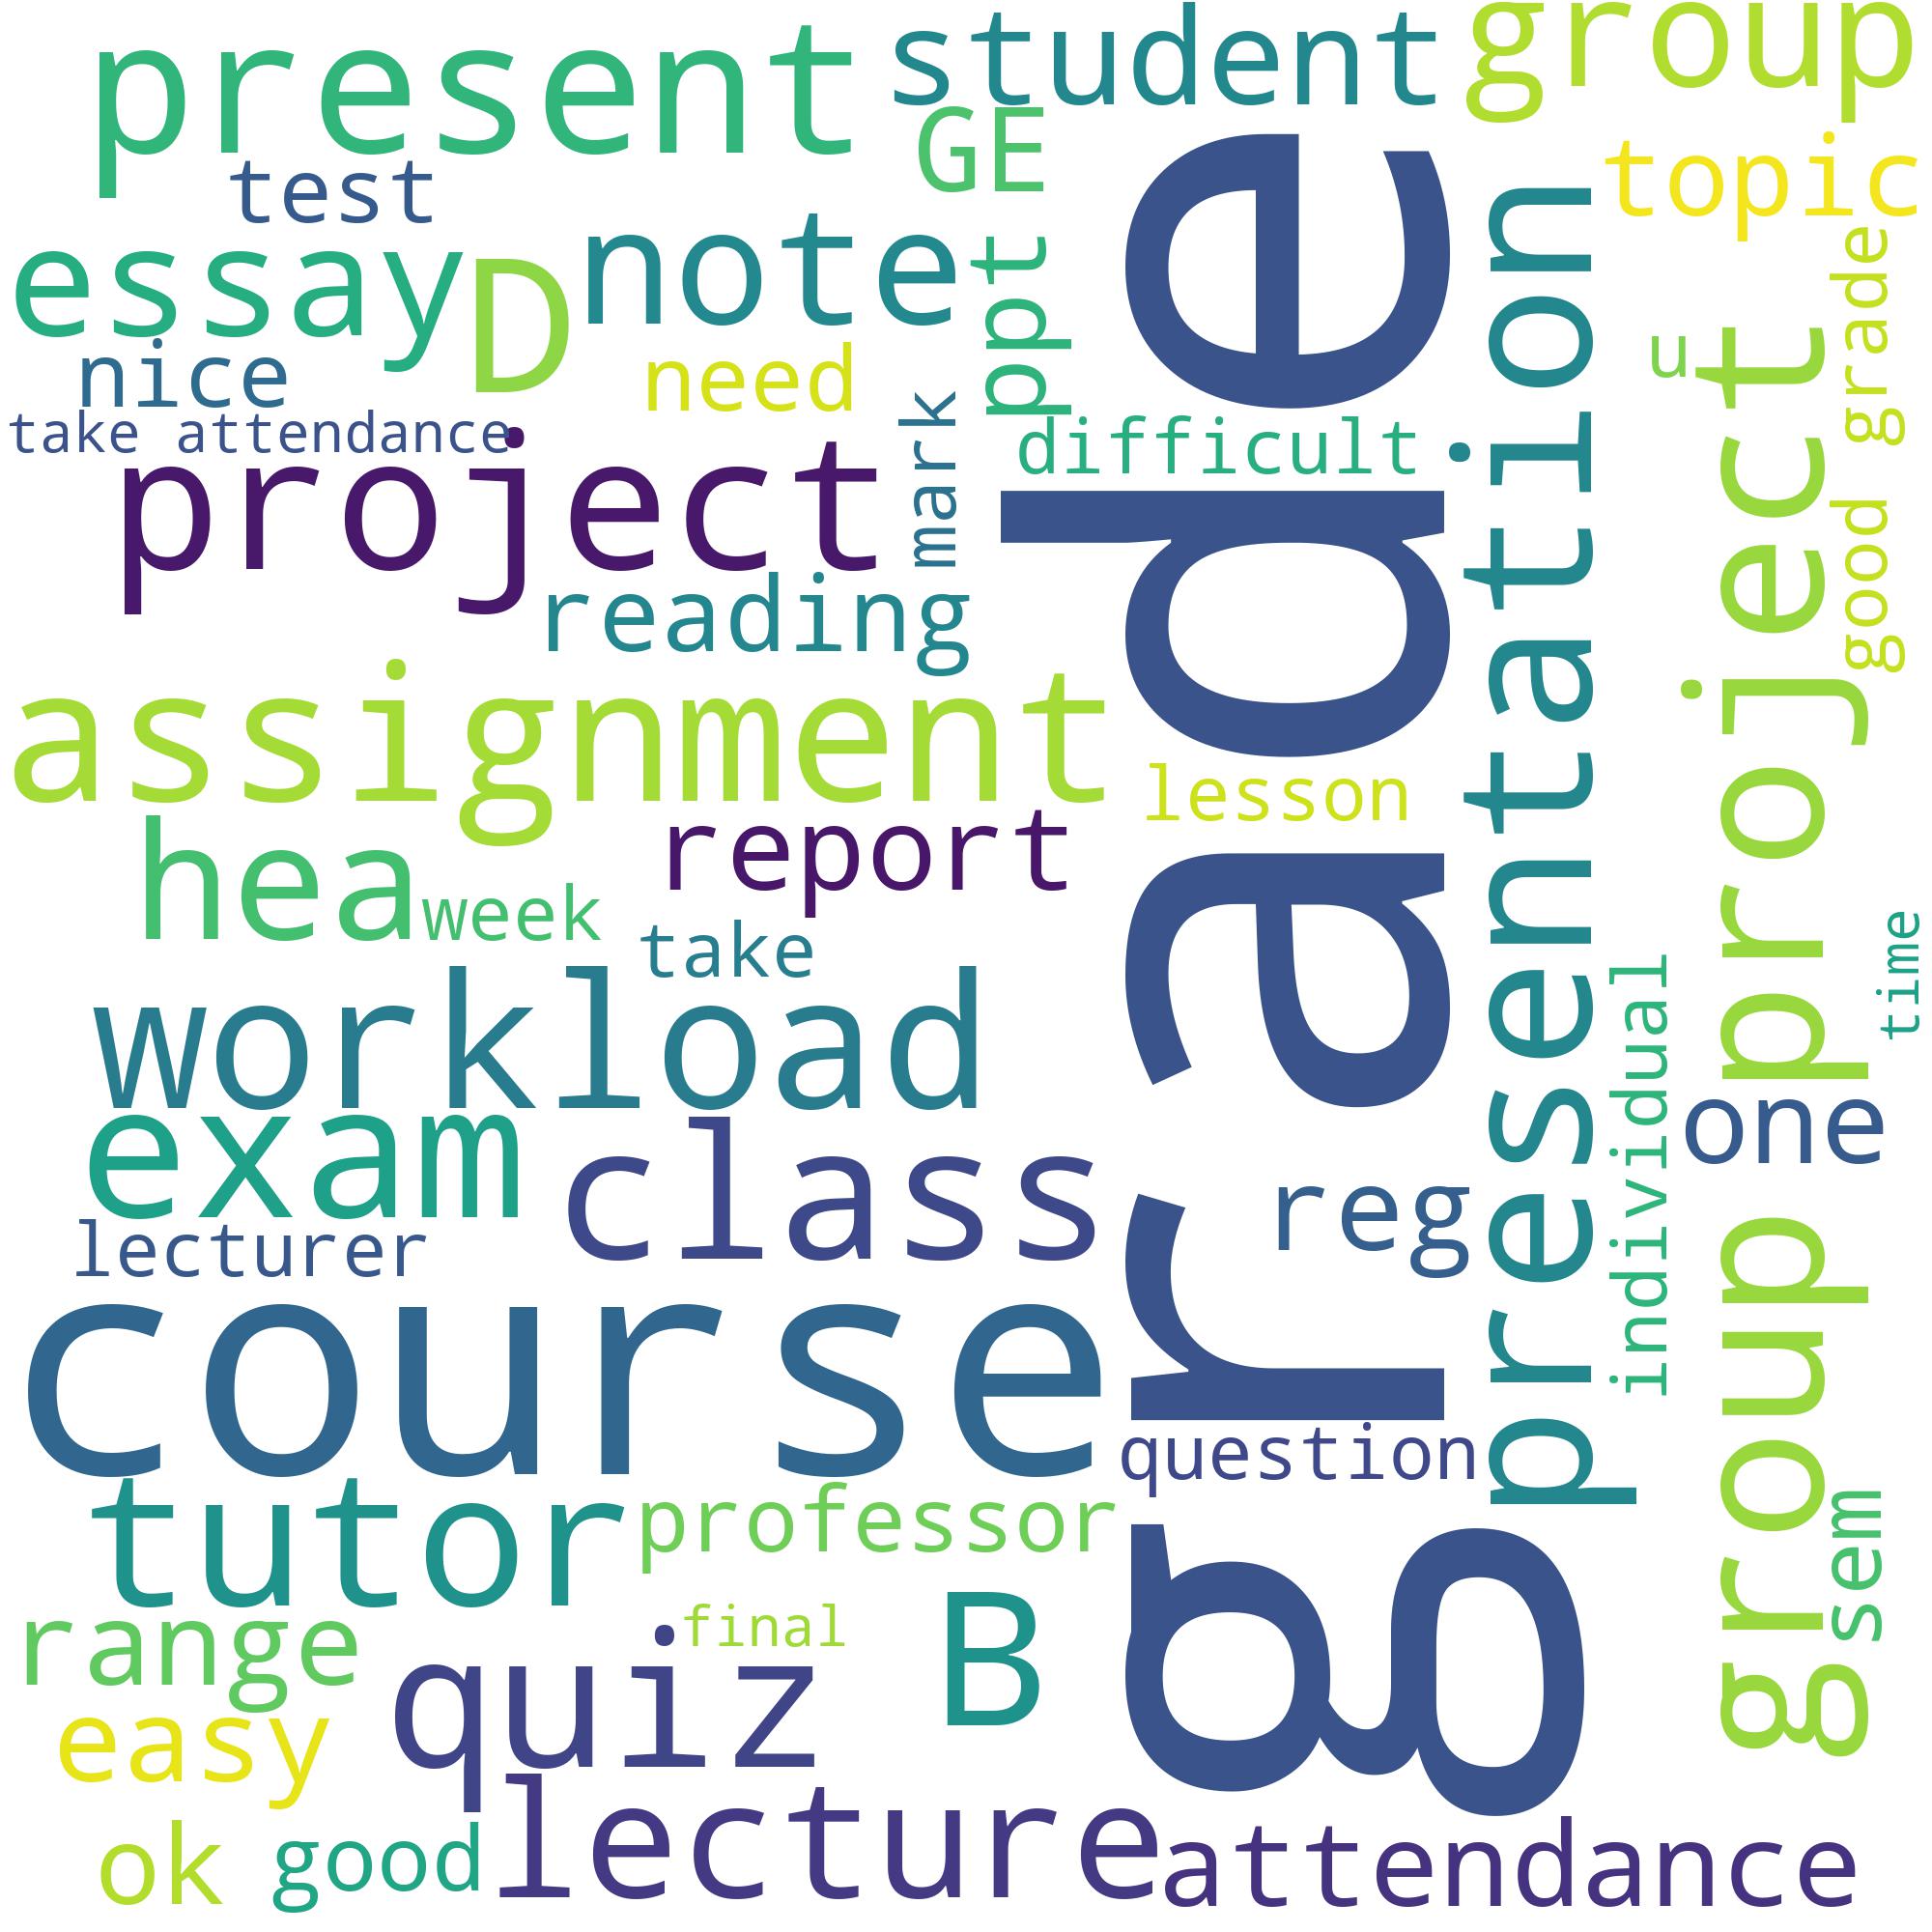 present
student
group
GE
topic
test
essay
D
note
ppt
grade
presentation
good grade
u
group project
nice
need
take attendance
mark
difficult
project
reading
assignment
lesson
report
hea
week
take
time
individual
workload
one
exam
class
reg
lecturer
course
question
tutor
professor
sem
range
final
B
quiz
easy
ok
good
lecture
attendance